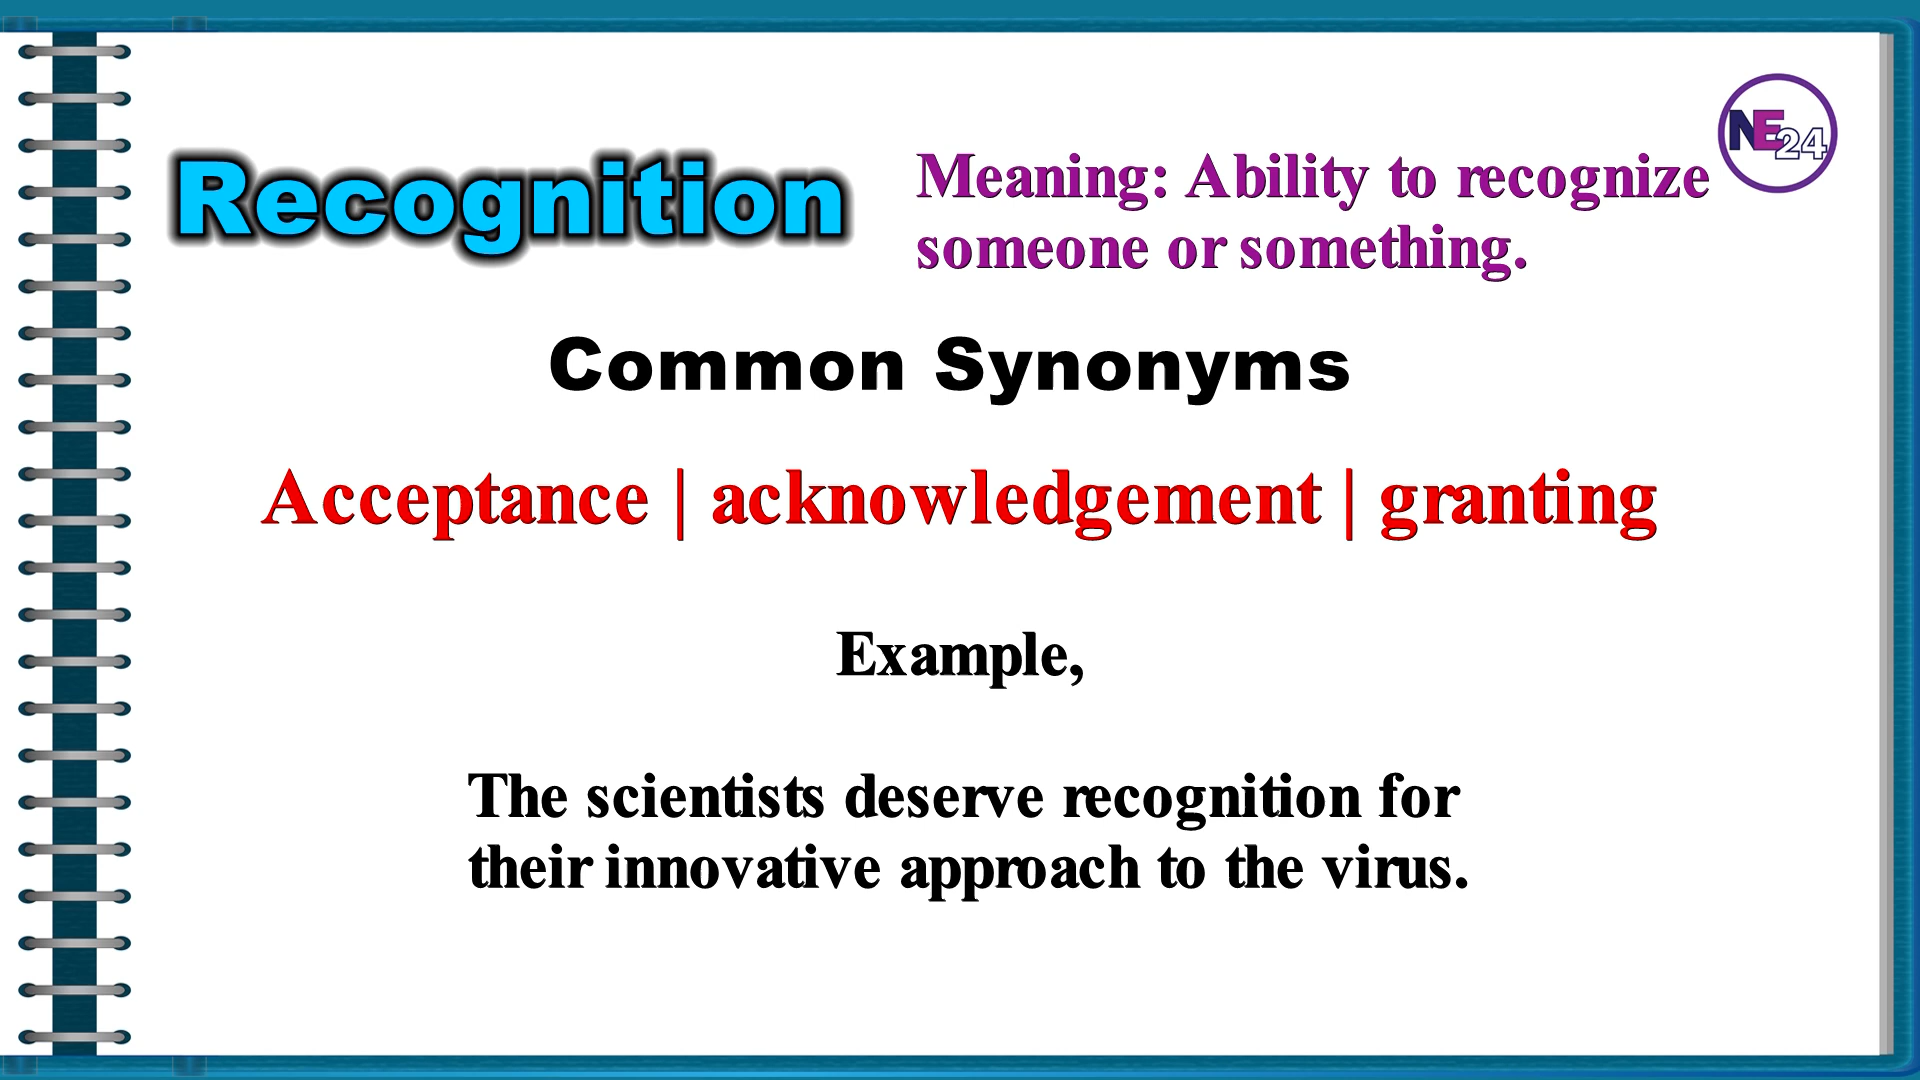 Recognition
Meaning: Ability to recognize
someone or something.
NE24
Common Synonyms
Acceptance | acknowledgement | granting
Example,
The scientists deserve recognition for
their innovative approach to the virus.